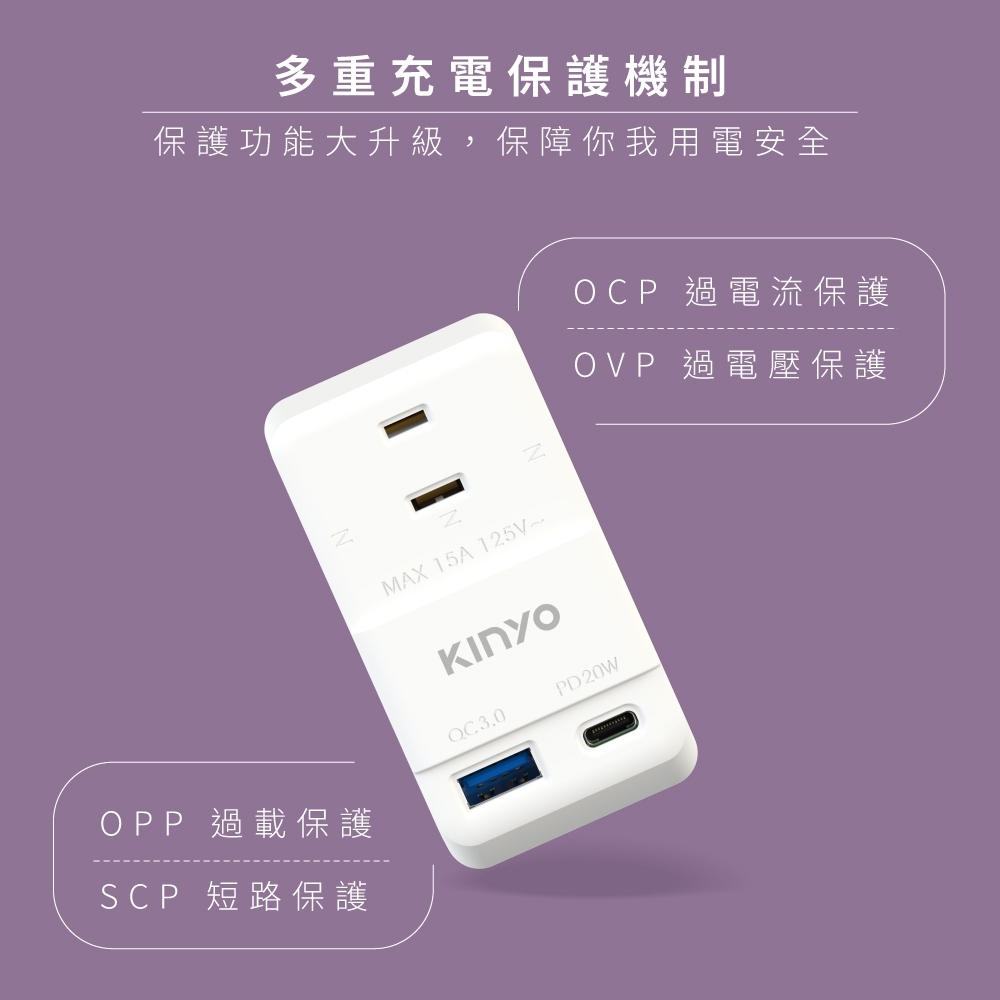 多重充電保護機制
保護功能大升級，保障你我用電安全
OCP 過電流保護
OVP 過電壓保護
N
N
N
MAX 15A 125V~
KINYO
PD20W
QC3.0
OPP 過載保護
SCP 短路保護